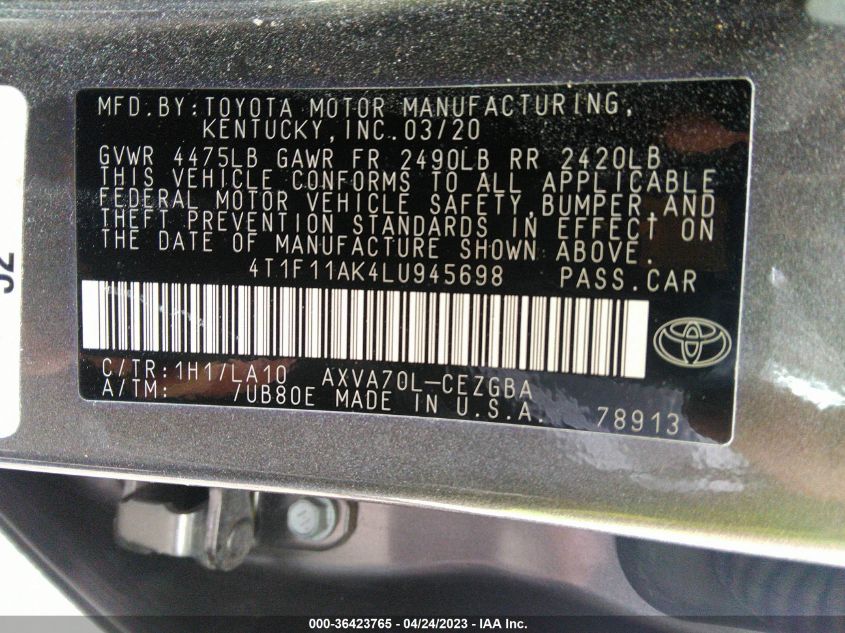 MFD.BY:TOYOTA MOTOR MANUFACTURING,
KENTUCKY,INC.03/20
GVWR 4475LB GAWR FR 2490LB RR 2420LB
THIS VEHICLE CONFORMS TO ALL APPLICABLE
FEDERAL MOTOR VEHICLE SAFETY,BUMPER,AND
THEFT PREVENTION STANDARDS IN EFFECT ON
THE DATE OF MANUFACTURE SHOWN ABOVE.
4T1F11AK4LU945698 PASS.CAR
C/TR:1H1/LA10 AXVA70L-CEZGBA
A/TM: /UB80E MADE IN U.S.A. 78913
000-36423765 - 04/24/2023 - IAA Inc.